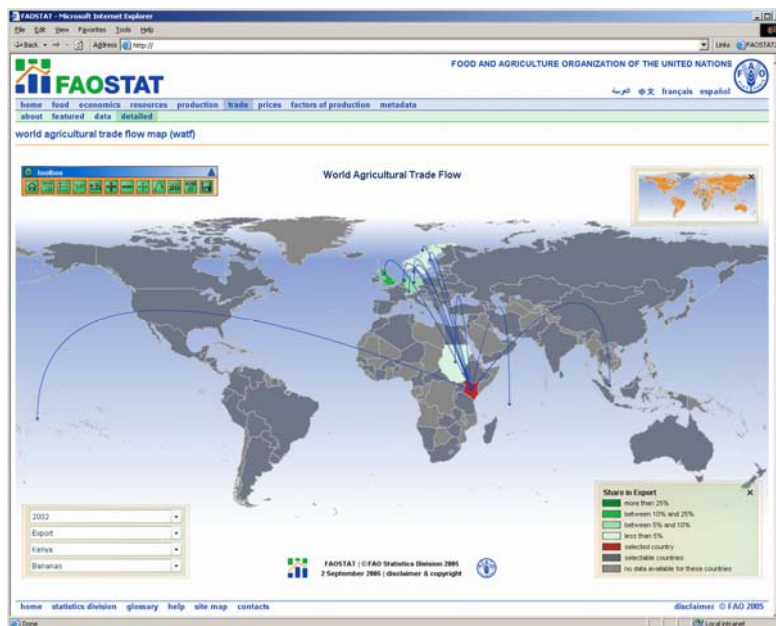 FAOSTAT - Microsoft Internet Explorer
File Edit View Favorites Tools Help
Back Address http:// Links FAOSTAT
FOOD AND AGRICULTURE ORGANIZATION OF THE UNITED NATIONS
FAOSTAT
العربية 中文 français español
home food economics resources production trade prices factors of production metadata
about featured data detailed
world agricultural trade flow map (watf)
toolbox
World Agricultural Trade Flow
2002
Export
Kenya
Bananas
Share in Export
more than 25%
between 10% and 25%
between 5% and 10%
less than 5%
selected country
selectable countries
no data available for these countries
FAOSTAT | © FAO Statistics Division 2005
2 September 2005 | disclaimer & copyright
home statistics division glossary help site map contacts
disclaimer © FAO 2005
Done Local intranet